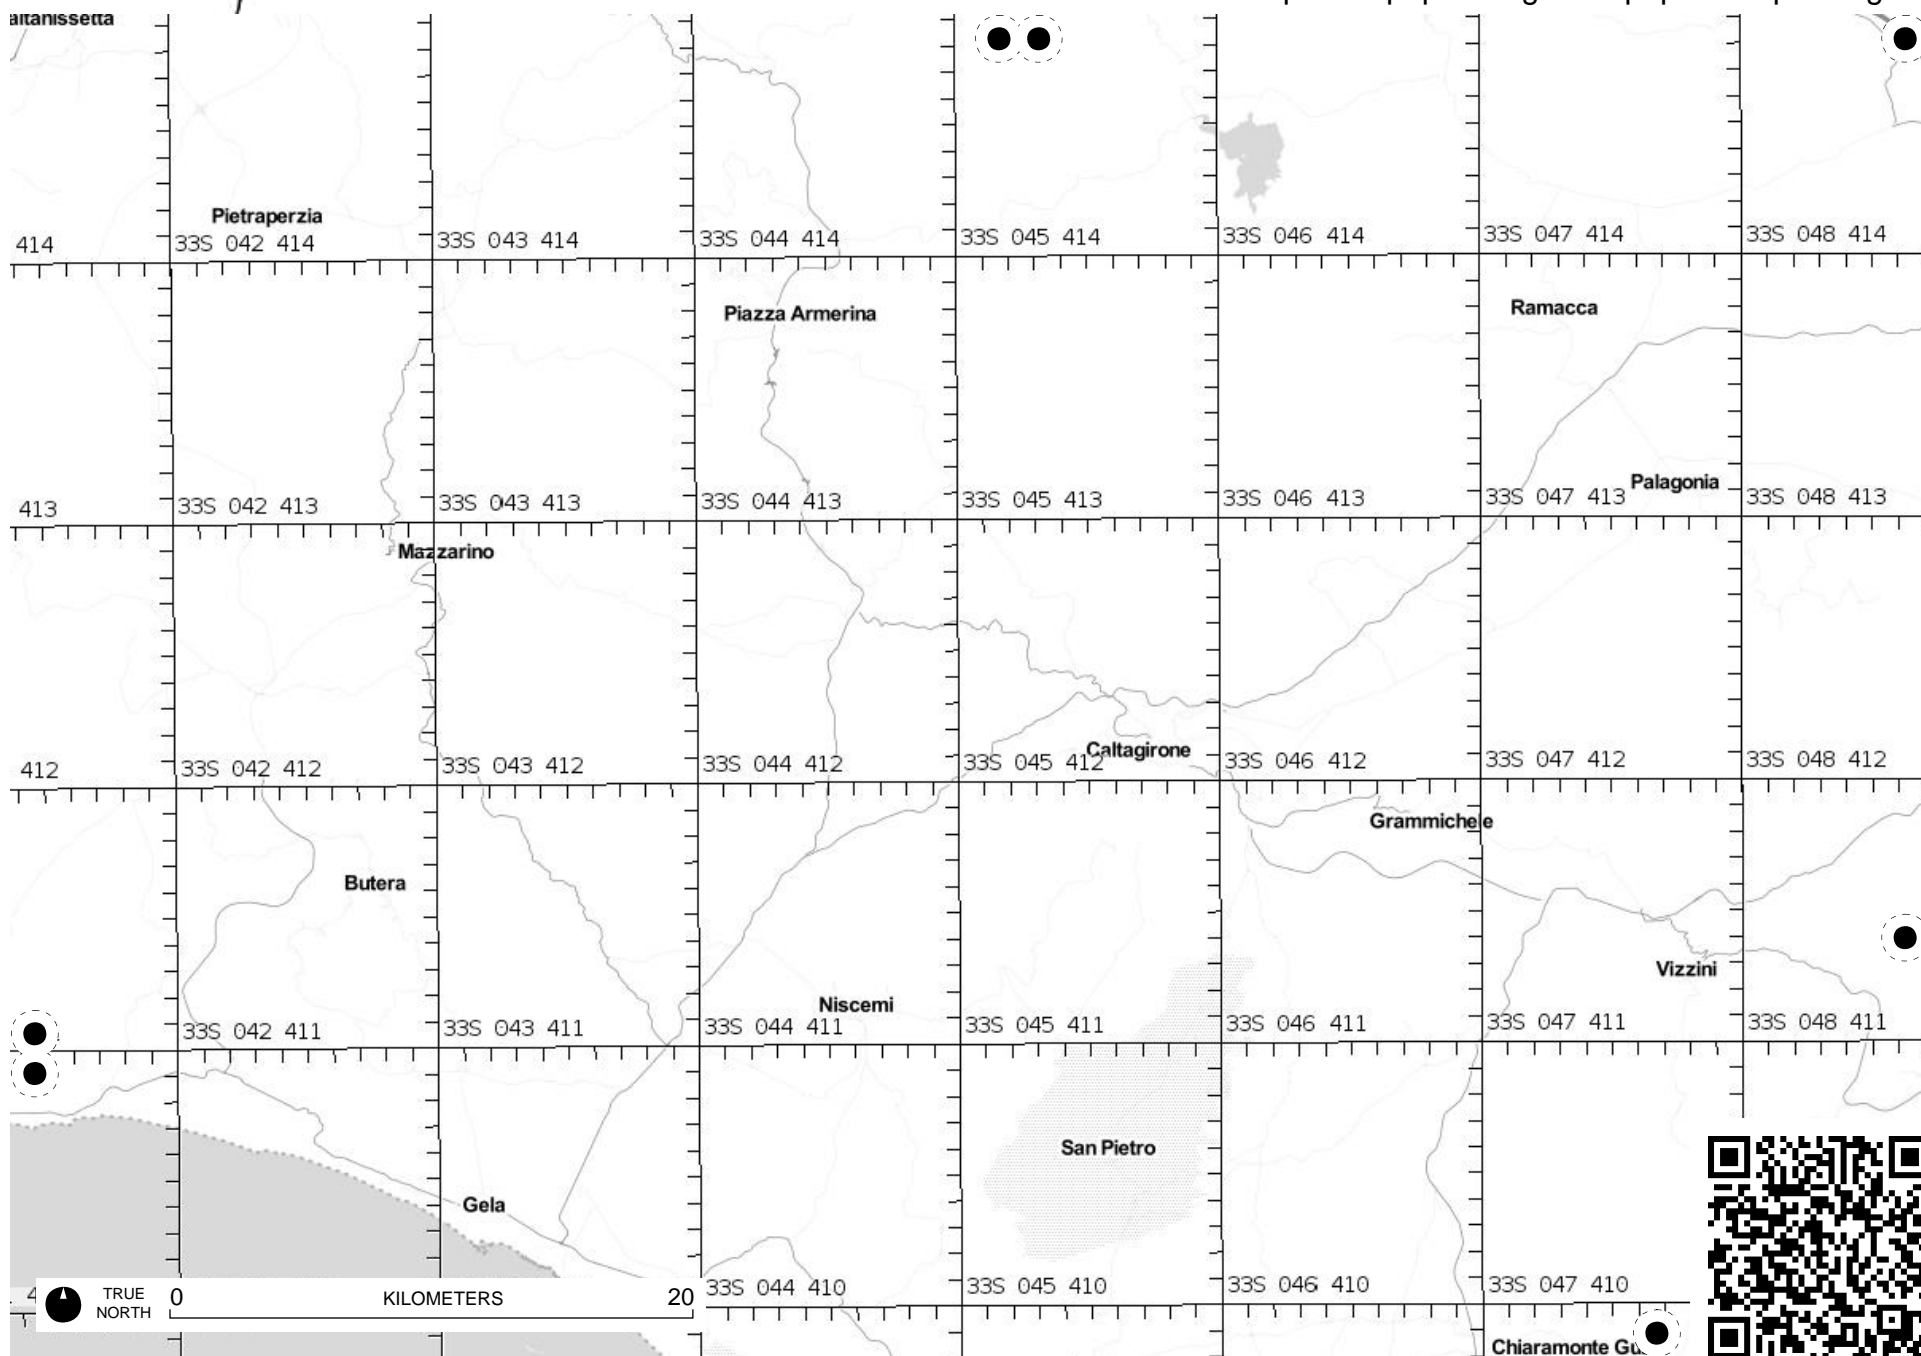 altanissetta
Pietraperzia
414
33S 042 414
33S 043 414
33S 044 414
33S 045 414
33S 046 414
33S 047 414
33S 048 414
Piazza Armerina
Ramacca
Palagonia
413
33S 042 413
33S 043 413
33S 044 413
33S 045 413
33S 046 413
33S 047 413
33S 048 413
Mazzarino
Caltagirone
412
33S 042 412
33S 043 412
33S 044 412
33S 045 412
33S 046 412
33S 047 412
33S 048 412
Grammichele
Butera
Vizzini
Niscemi
33S 042 411
33S 043 411
33S 044 411
33S 045 411
33S 046 411
33S 047 411
33S 048 411
San Pietro
Gela
33S 044 410
33S 045 410
33S 046 410
33S 047 410
TRUE
NORTH
0 KILOMETERS 20
Chiaramonte Gu